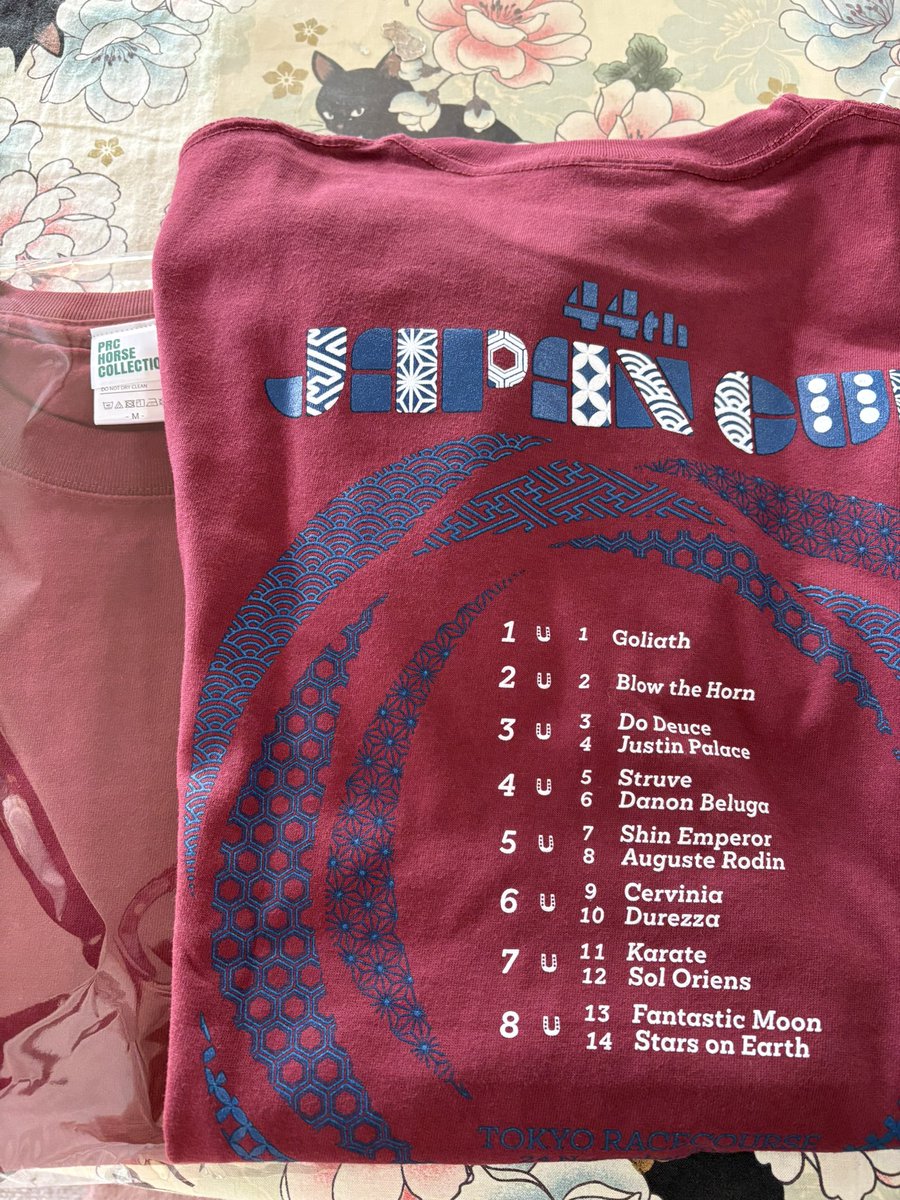 PRC
HORSE
COLLECTIO
DO NOT DRY CLEAN
- M -
44th
JAPAN CU
1 1 Goliath
2 2 Blow the Horn
3 3 Do Deuce
4 Justin Palace
4 5 Struve
6 Danon Beluga
5 7 Shin Emperor
8 Auguste Rodin
6 9 Cervinia
10 Durezza
7 11 Karate
12 Sol Oriens
8 13 Fantastic Moon
14 Stars on Earth
TOKYO RACECOURSE